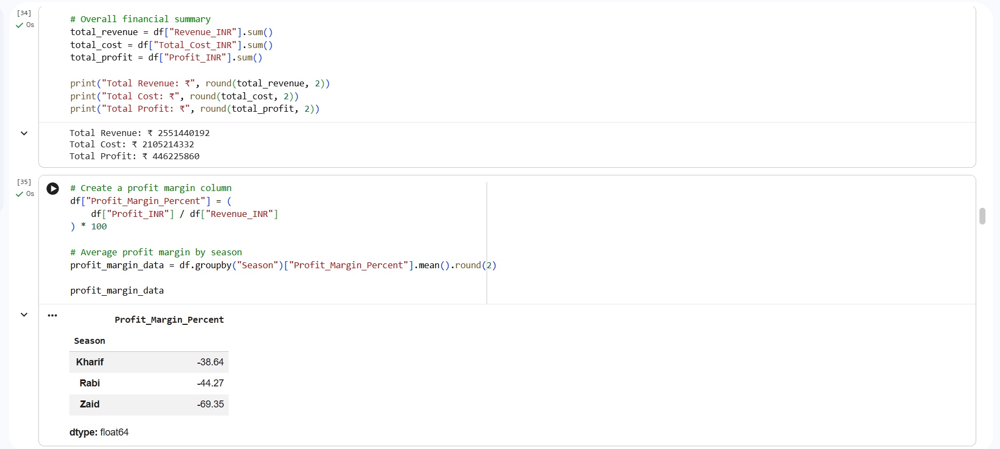 [34]
0s
# Overall financial summary
total_revenue = df["Revenue_INR"].sum()
total_cost = df["Total_Cost_INR"].sum()
total_profit = df["Profit_INR"].sum()
print("Total Revenue: ₹", round(total_revenue, 2))
print("Total Cost: ₹", round(total_cost, 2))
print("Total Profit: ₹", round(total_profit, 2))
Total Revenue: ₹ 2551440192
Total Cost: ₹ 2105214332
Total Profit: ₹ 446225860
[35]
0s
# Create a profit margin column
df["Profit_Margin_Percent"] = (
    df["Profit_INR"] / df["Revenue_INR"]
) * 100
# Average profit margin by season
profit_margin_data = df.groupby("Season")["Profit_Margin_Percent"].mean().round(2)
profit_margin_data
Profit_Margin_Percent
Season
Kharif -38.64
Rabi -44.27
Zaid -69.35
dtype: float64